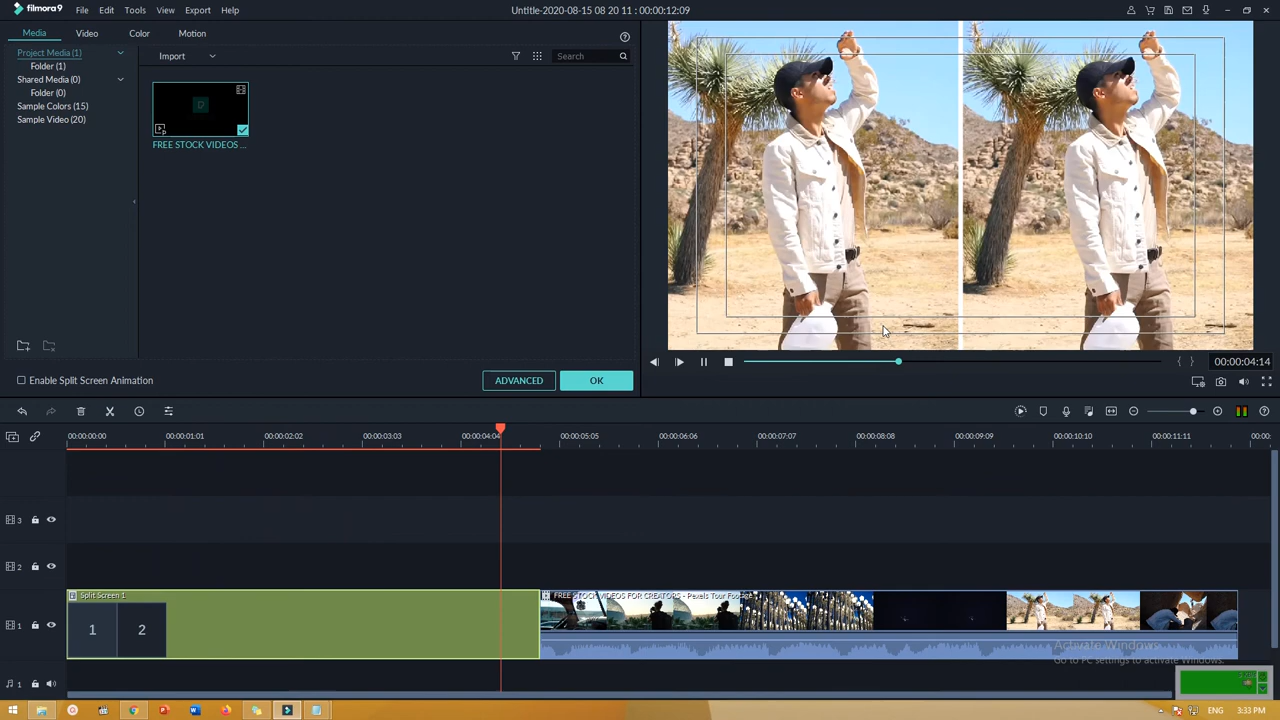 filmora9 File Edit Tools View Export Help Untitle-2020-08-15 08 20 11 : 00:00:12:09
Media Video Color Motion
Project Media (1)
Folder (1)
Shared Media (0)
Folder (0)
Sample Colors (15)
Sample Video (20)
Import Search
FREE STOCK VIDEOS ...
Enable Split Screen Animation ADVANCED OK
00:00:04:14
00:00:00:00 00:00:01:01 00:00:02:02 00:00:03:03 00:00:04:04 00:00:05:05 00:00:06:06 00:00:07:07 00:00:08:08 00:00:09:09 00:00:10:10 00:00:11:11 00:00:
3
2
Split Screen 1 FREE STOCK VIDEOS FOR CREATORS - Pexels Tour Footage
1 1 2
Activate Windows
Go to PC settings to activate Windows.
1
ENG 3:33 PM